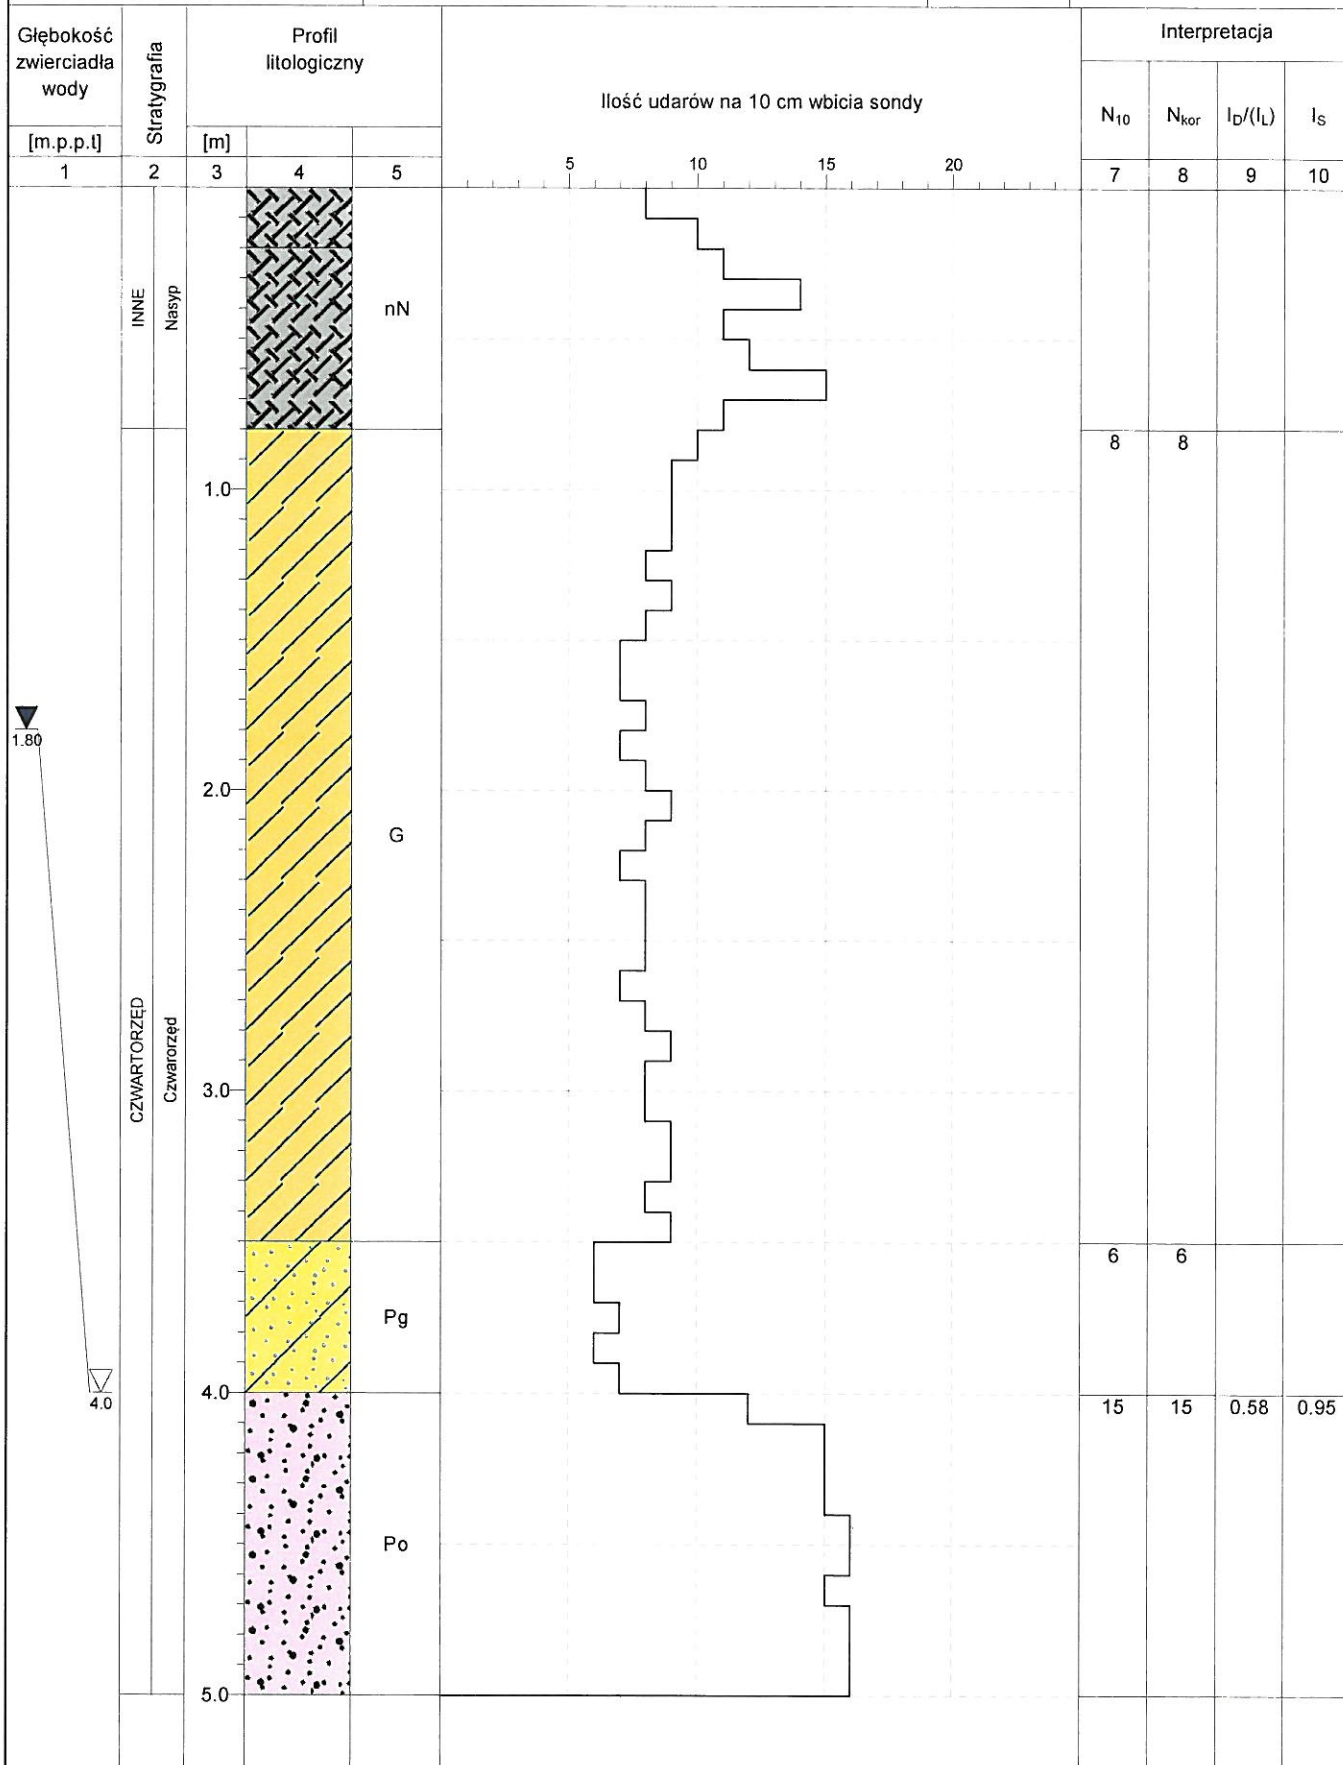 Głębokość
zwierciadła
wody
Stratygrafia
Profil
litologiczny
Ilość udarów na 10 cm wbicia sondy
Interpretacja
N10 Nkor ID/(IL) IS
[m.p.p.t] [m]
5 10 15 20
1 2 3 4 5 7 8 9 10
INNE
Nasyp
nN
8 8
1.0
1.80
2.0
G
CZWARTORZĘD
Czwarorzęd
3.0
6 6
Pg
4.0
4.0
15 15 0.58 0.95
Po
5.0